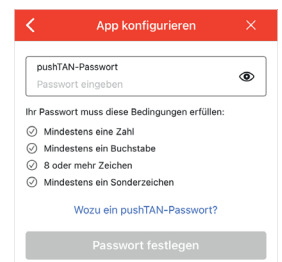 App konfigurieren
pushTAN-Passwort
Passwort eingeben
Ihr Passwort muss diese Bedingungen erfüllen:
Mindestens eine Zahl
Mindestens ein Buchstabe
8 oder mehr Zeichen
Mindestens ein Sonderzeichen
Wozu ein pushTAN-Passwort?
Passwort festlegen